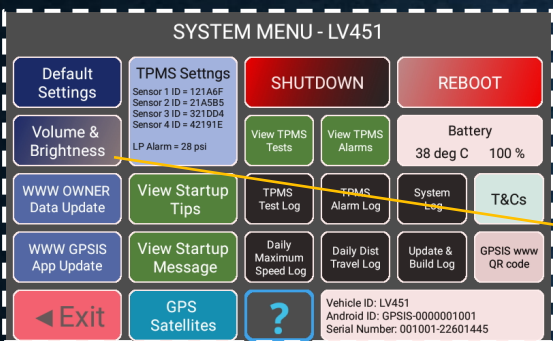 SYSTEM MENU - LV451
Default
Settings
TPMS Settngs
Sensor 1 ID = 121A6F
Sensor 2 ID = 21A5B5
Sensor 3 ID = 321DD4
Sensor 4 ID = 42191E
LP Alarm = 28 psi
SHUTDOWN
REBOOT
Volume &
Brightness
View TPMS
Tests
View TPMS
Alarms
Battery
38 deg C 100 %
WWW OWNER
Data Update
View Startup
Tips
TPMS
Test Log
TPMS
Alarm Log
System
Log
T&Cs
WWW GPSIS
App Update
View Startup
Message
Daily
Maximum
Speed Log
Daily Dist
Travel Log
Update &
Build Log
GPSIS www
QR code
◄Exit
GPS
Satellites
?
Vehicle ID: LV451
Android ID: GPSIS-0000001001
Serial Number: 001001-22601445